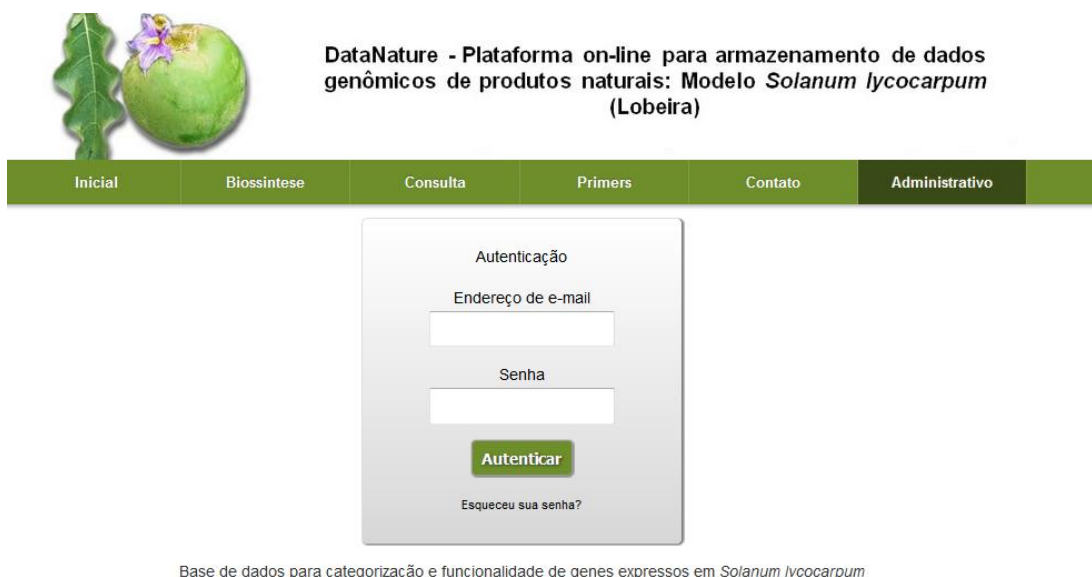 DataNature - Plataforma on-line para armazenamento de dados
genômicos de produtos naturais: Modelo Solanum lycocarpum
(Lobeira)
Inicial Biossintese Consulta Primers Contato Administrativo
Autenticação
Endereço de e-mail
Senha
Autenticar
Esqueceu sua senha?
Base de dados para categorização e funcionalidade de genes expressos em Solanum lycocarpum